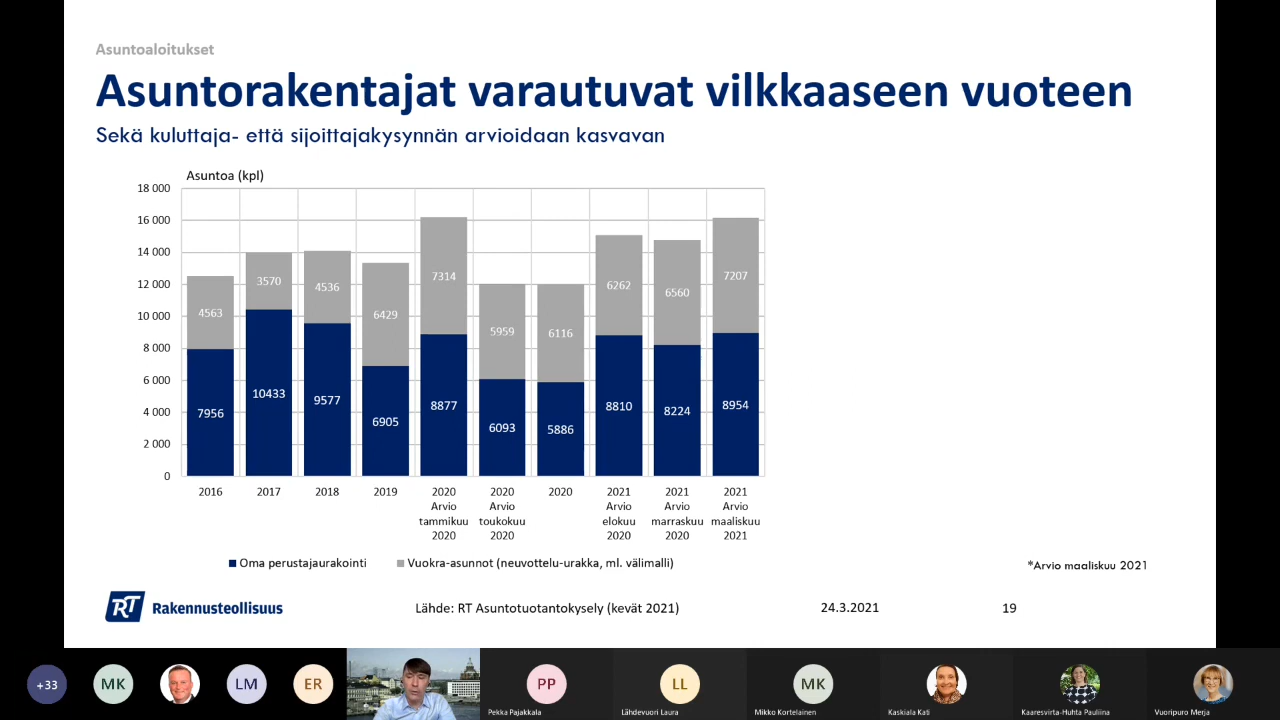 Asuntoaloitukset
Asuntorakentajat varautuvat vilkkaaseen vuoteen
Sekä kuluttaja- että sijoittajakysynnän arvioidaan kasvavan
Asuntoa (kpl)
18 000
16 000
14 000
12 000
10 000
8 000
6 000
4 000
2 000
0
4563 3570 4536 6429 7314 5959 6116 6262 6560 7207
7956 10433 9577 6905 8877 6093 5886 8810 8224 8954
2016 2017 2018 2019 2020 2020 2020 2021 2021 2021
Arvio Arvio Arvio Arvio Arvio
tammikuu toukokuu elokuu marraskuu maaliskuu
2020 2020 2020 2020 2021
Oma perustajaurakointi Vuokra-asunnot (neuvottelu-urakka, ml. välimalli)
*Arvio maaliskuu 2021
RT Rakennusteollisuus Lähde: RT Asuntotuotantokysely (kevät 2021) 24.3.2021 19
+33 MK LM ER PP LL MK
Pekka Pajakkala Lähdevuori Laura Mikko Kortelainen Kaskiala Kati Kaaresvirta-Huhta Pauliina Vuoripuro Merja